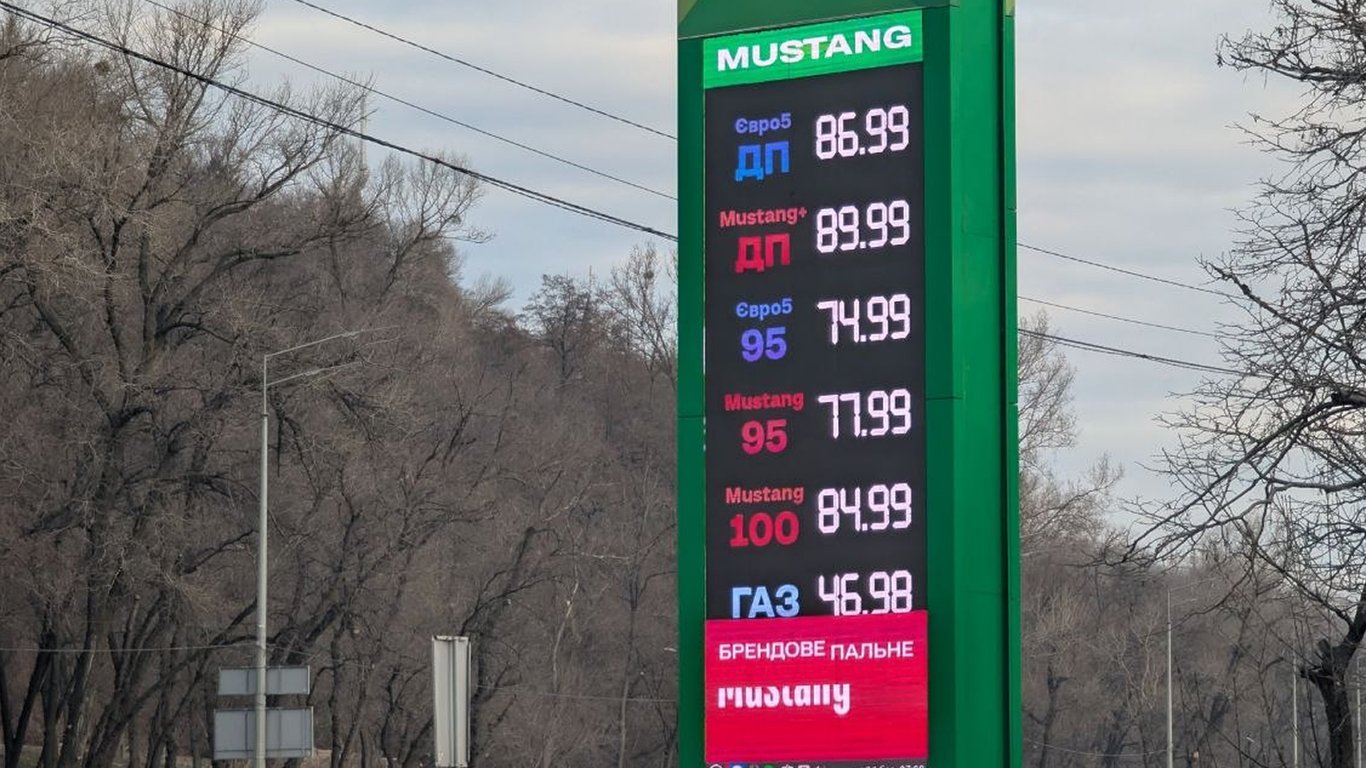 MUSTANG
Євро5
ДП 86.99
Mustang+
ДП 89.99
Євро5
95 74.99
Mustang
95 77.99
Mustang
100 84.99
ГАЗ 46.98
БРЕНДОВЕ ПАЛЬНЕ
Mustang